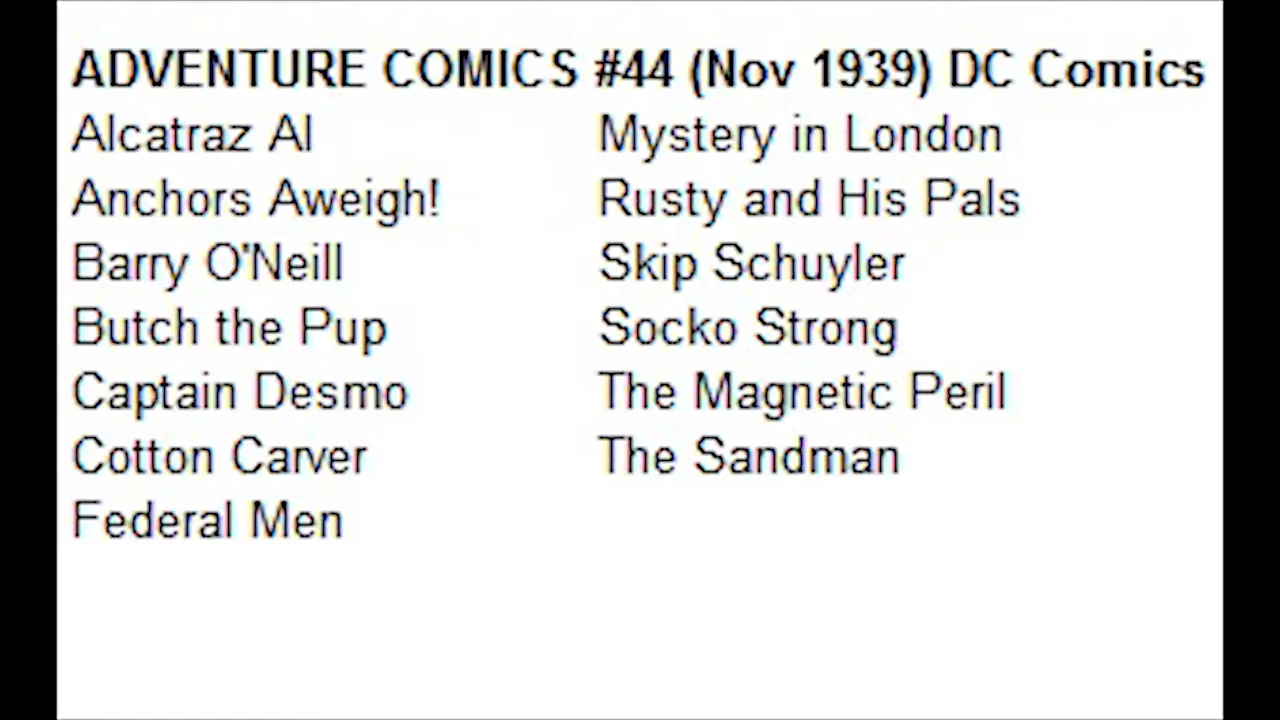 ADVENTURE COMICS #44 (Nov 1939) DC Comics
Alcatraz Al
Anchors Aweigh!
Barry O'Neill
Butch the Pup
Captain Desmo
Cotton Carver
Federal Men
Mystery in London
Rusty and His Pals
Skip Schuyler
Socko Strong
The Magnetic Peril
The Sandman